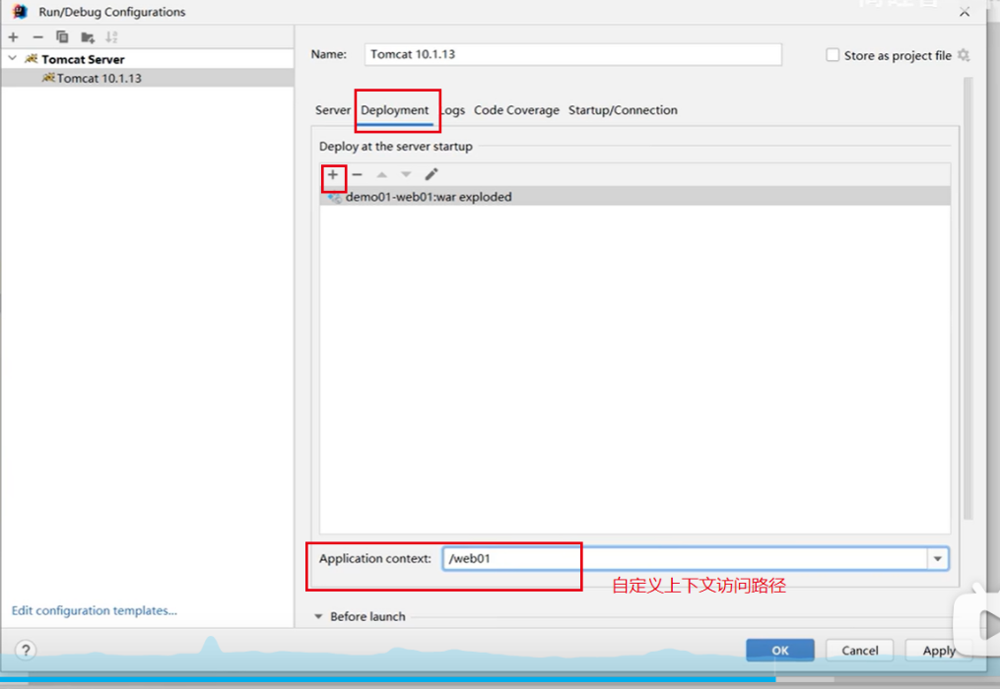 Run/Debug Configurations
Tomcat Server
Tomcat 10.1.13
Name: Tomcat 10.1.13
Store as project file
Server Deployment Logs Code Coverage Startup/Connection
Deploy at the server startup
demo01-web01:war exploded
Application context: /web01
自定义上下文访问路径
Edit configuration templates...
Before launch
?
OK Cancel Apply